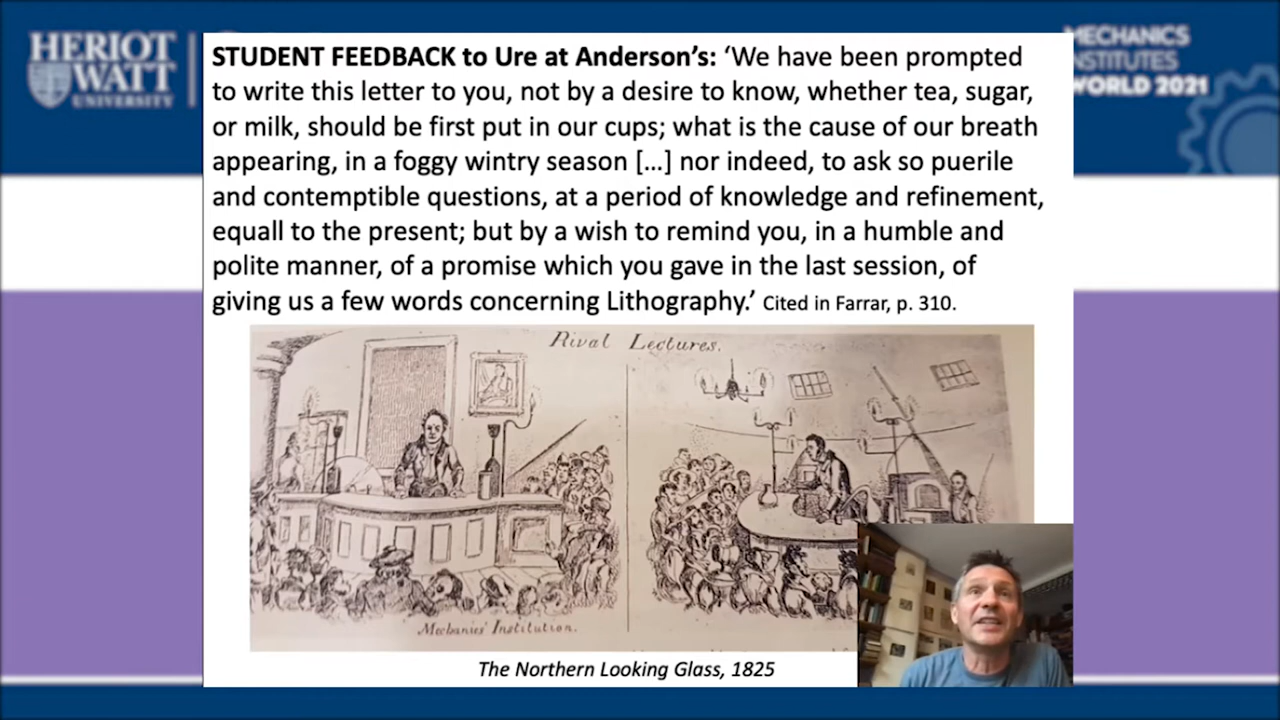 HERIOT
WATT
UNIVERSITY
MECHANICS
INSTITUTES
WORLD 2021
STUDENT FEEDBACK to Ure at Anderson’s: ‘We have been prompted
to write this letter to you, not by a desire to know, whether tea, sugar,
or milk, should be first put in our cups; what is the cause of our breath
appearing, in a foggy wintry season [...] nor indeed, to ask so puerile
and contemptible questions, at a period of knowledge and refinement,
equall to the present; but by a wish to remind you, in a humble and
polite manner, of a promise which you gave in the last session, of
giving us a few words concerning Lithography.’ Cited in Farrar, p. 310.
Rival Lectures.
Mechanics' Institution.
The Northern Looking Glass, 1825